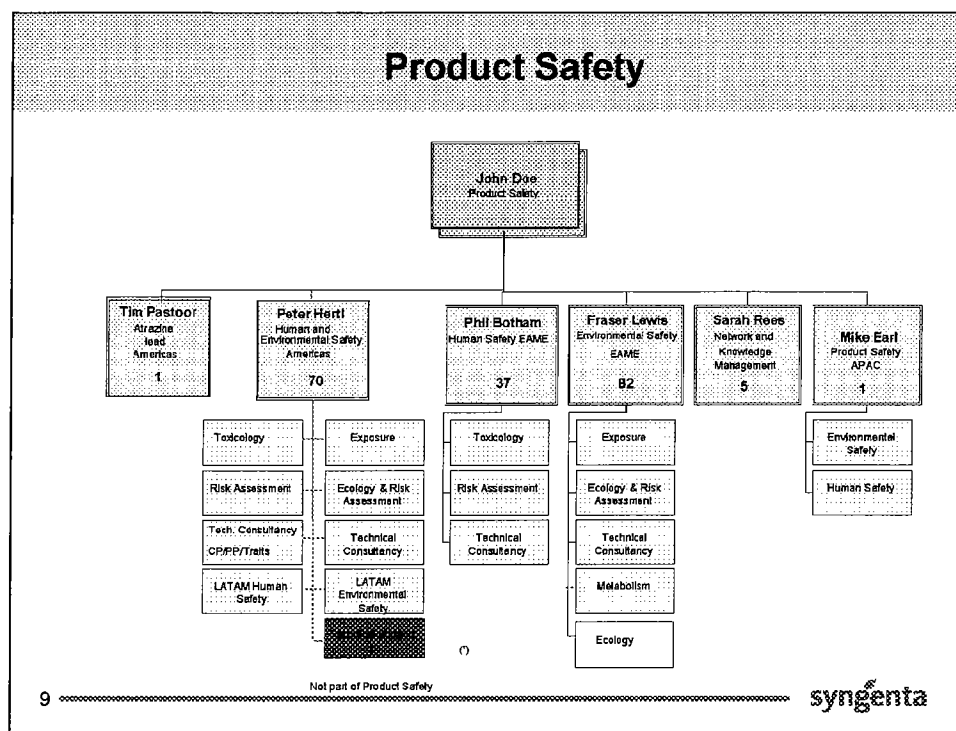 Product Safety
John Doe
Product Safety
Tim Pastoor
Atrazine
lead
Americas
1
Peter Hertl
Human and
Environmental Safety
Americas
70
Phil Botham
Human Safety EAME
37
Fraser Lewis
Environmental Safety
EAME
82
Sarah Rees
Network and
Knowledge
Management
5
Mike Earl
Product Safety
APAC
1
Toxicology
Exposure
Risk Assessment
Ecology & Risk
Assessment
Tech. Consultancy
CP/PP/Traits
Technical
Consultancy
LATAM Human
Safety
LATAM
Environmental
Safety
Toxicology
Risk Assessment
Technical
Consultancy
Exposure
Ecology & Risk
Assessment
Technical
Consultancy
Metabolism
Ecology
Environmental
Safety
Human Safety
(*)
Not part of Product Safety
9
syngenta